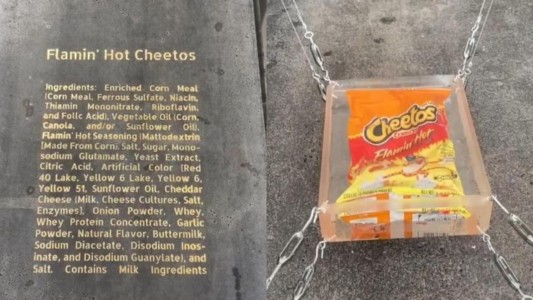 Flamin' Hot Cheetos
Ingredients: Enriched Corn Meal
(Corn Meal, Ferrous Sulfate, Niacin,
Thiamin Monoitrate, Riboflavin,
and Folic Acid), Vegetable Oil (Corn,
Canola, and/or Sunflower Oil),
Flamin' Hot Seasoning (Maltodextrin
[Made From Corn], Salt, Sugar, Mono-
sodium Glutamate, Yeast Extract,
Citric Acid, Artificial Color [Red
40 Lake, Yellow 6 Lake, Yellow 6,
Yellow 5], Sunflower Oil, Cheddar
Cheese [Milk, Cheese Cultures, Salt,
Enzymes], Onion Powder, Whey,
Whey Protein Concentrate, Garlic
Powder, Natural Flavor, Buttermilk,
Sodium Diacetate, Disodium Inos-
inate, and Disodium Guanylate), and
Salt. Contains Milk Ingredients
Cheetos
Flamin' Hot